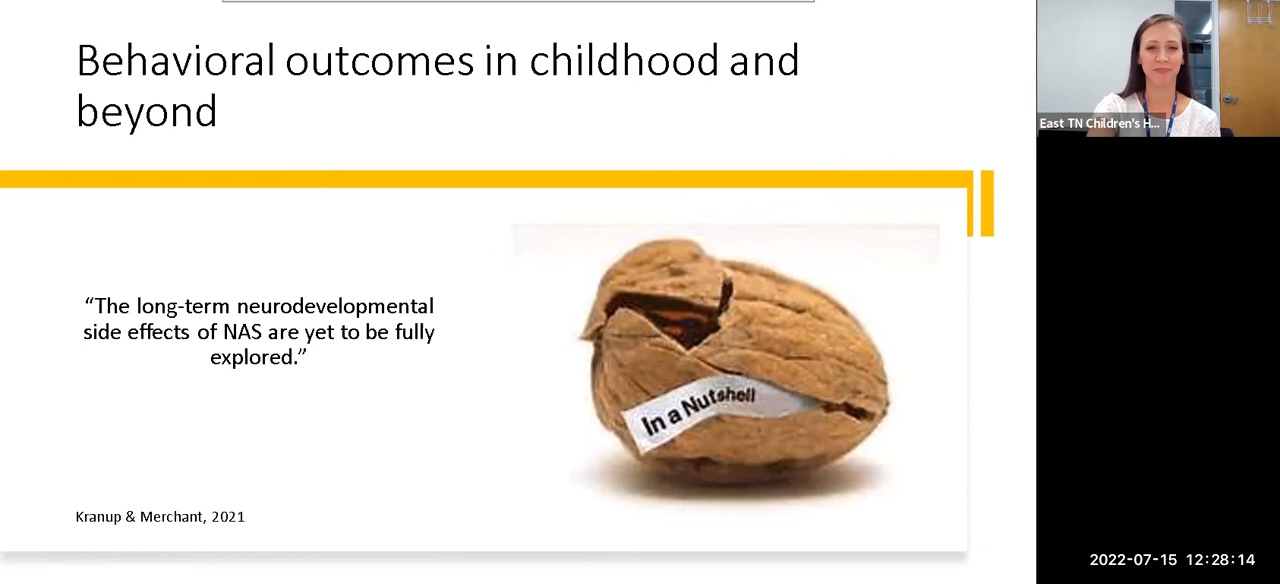 Behavioral outcomes in childhood and
beyond
“The long-term neurodevelopmental
side effects of NAS are yet to be fully
explored.”
In a Nutshell
Kranup & Merchant, 2021
East TN Children's H...
2022-07-15 12:28:14